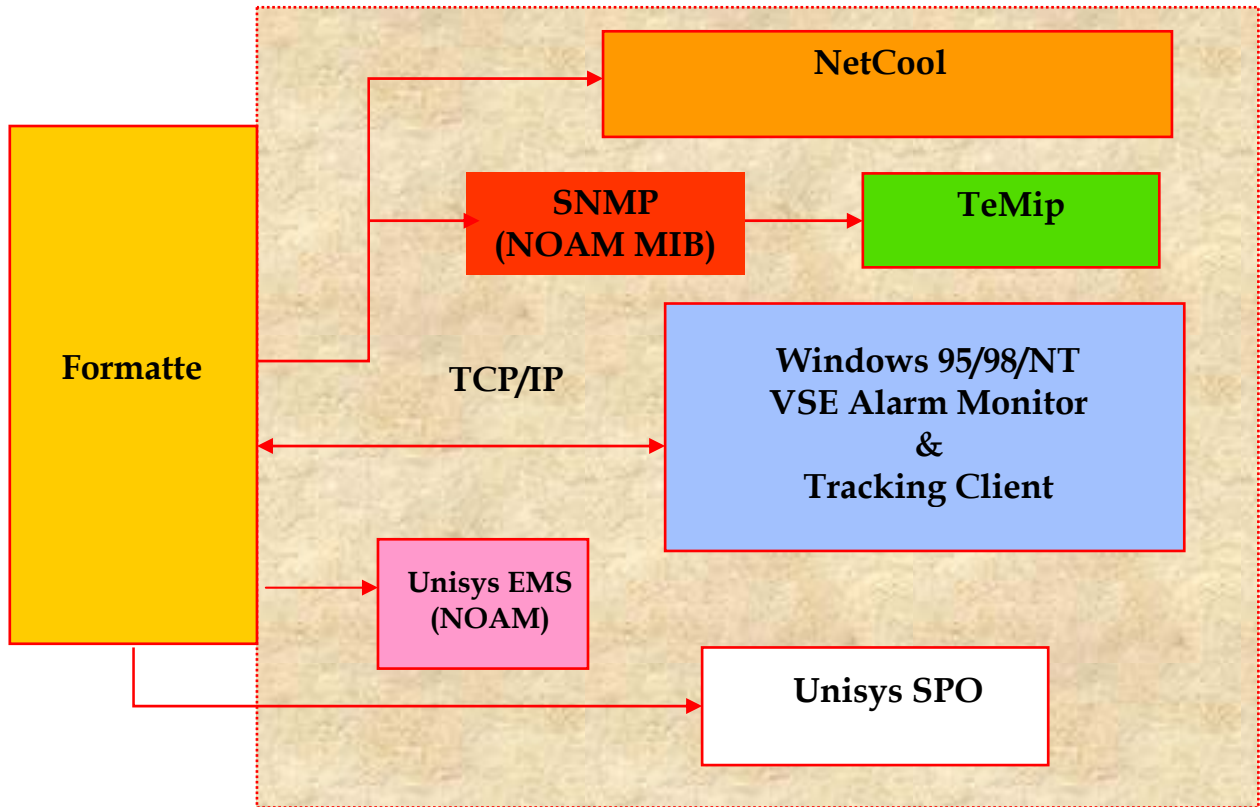 NetCool
SNMP
(NOAM MIB)
TeMip
Formatte
TCP/IP
Windows 95/98/NT
VSE Alarm Monitor
&
Tracking Client
Unisys EMS
(NOAM)
Unisys SPO